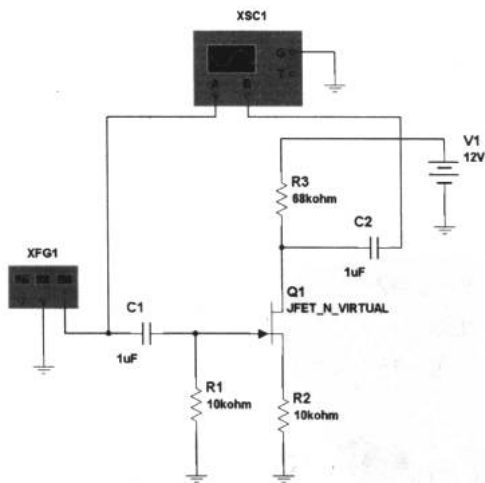 XSC1
G
T
A B
V1
12V
R3
68kohm
C2
1uF
XFG1
Q1
JFET_N_VIRTUAL
C1
1uF
R1
10kohm
R2
10kohm